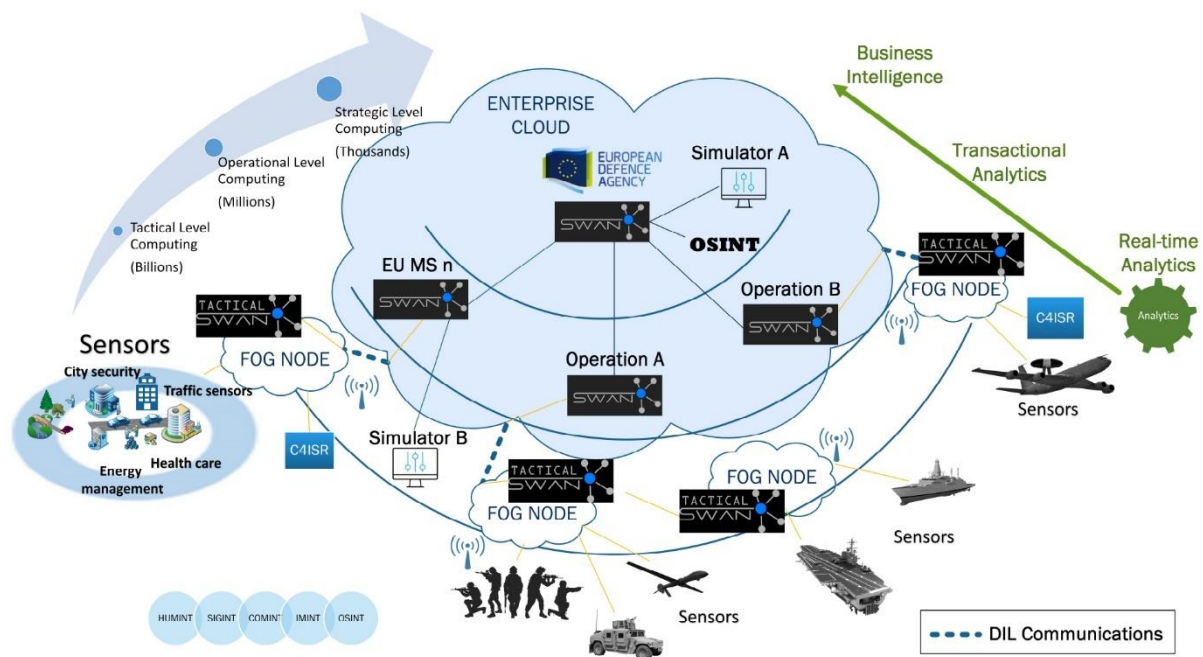 Business
Intelligence
Transactional
Analytics
Real-time
Analytics
Analytics
Strategic Level
Computing
(Thousands)
Operational Level
Computing
(Millions)
Tactical Level
Computing
(Billions)
ENTERPRISE
CLOUD
EUROPEAN
DEFENCE
AGENCY
Simulator A
SWAN
OSINT
EU MS n
SWAN
Operation B
SWAN
Operation A
SWAN
Simulator B
TACTICAL
SWAN
FOG NODE
C4ISR
Sensors
City security
Traffic sensors
Health care
Energy
management
TACTICAL
SWAN
FOG NODE
C4ISR
Sensors
TACTICAL
SWAN
FOG NODE
Sensors
FOG NODE
TACTICAL
SWAN
Sensors
HUMINT
SIGINT
COMINT
IMINT
OSINT
DIL Communications